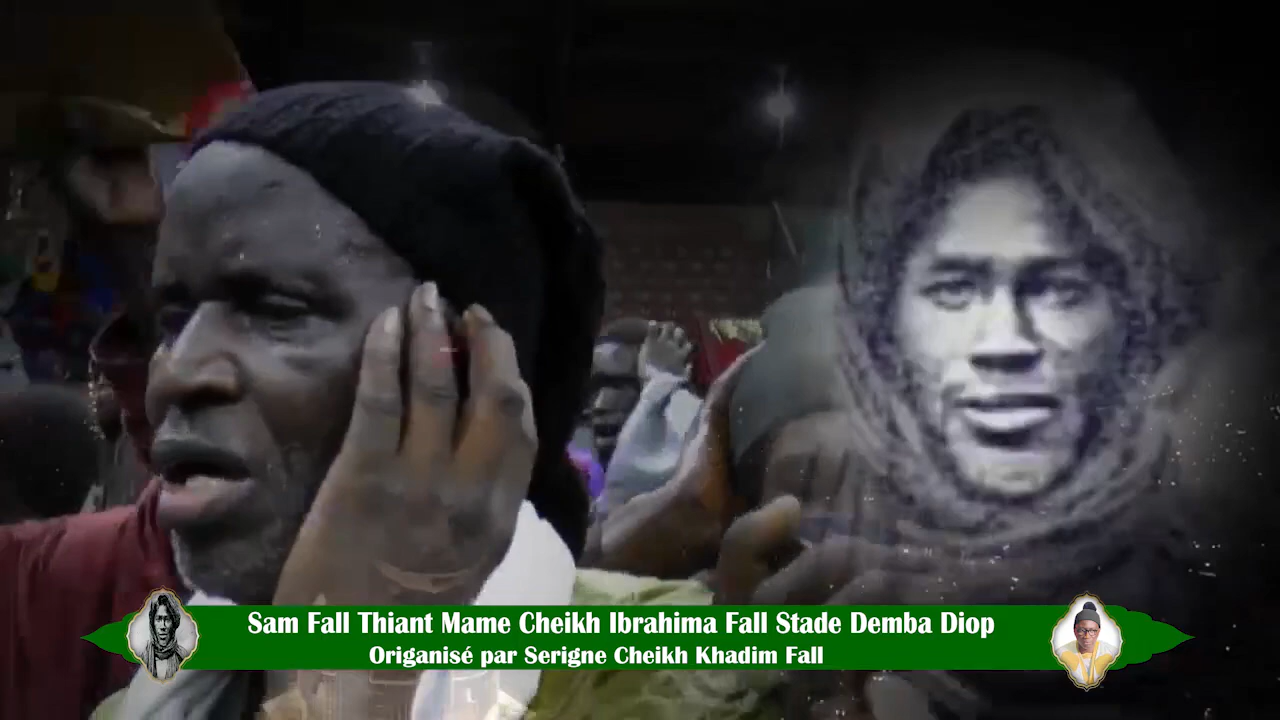 Sam Fall Thiant Mame Cheikh Ibrahima Fall Stade Demba Diop
Origanisé par Serigne Cheikh Khadim Fall